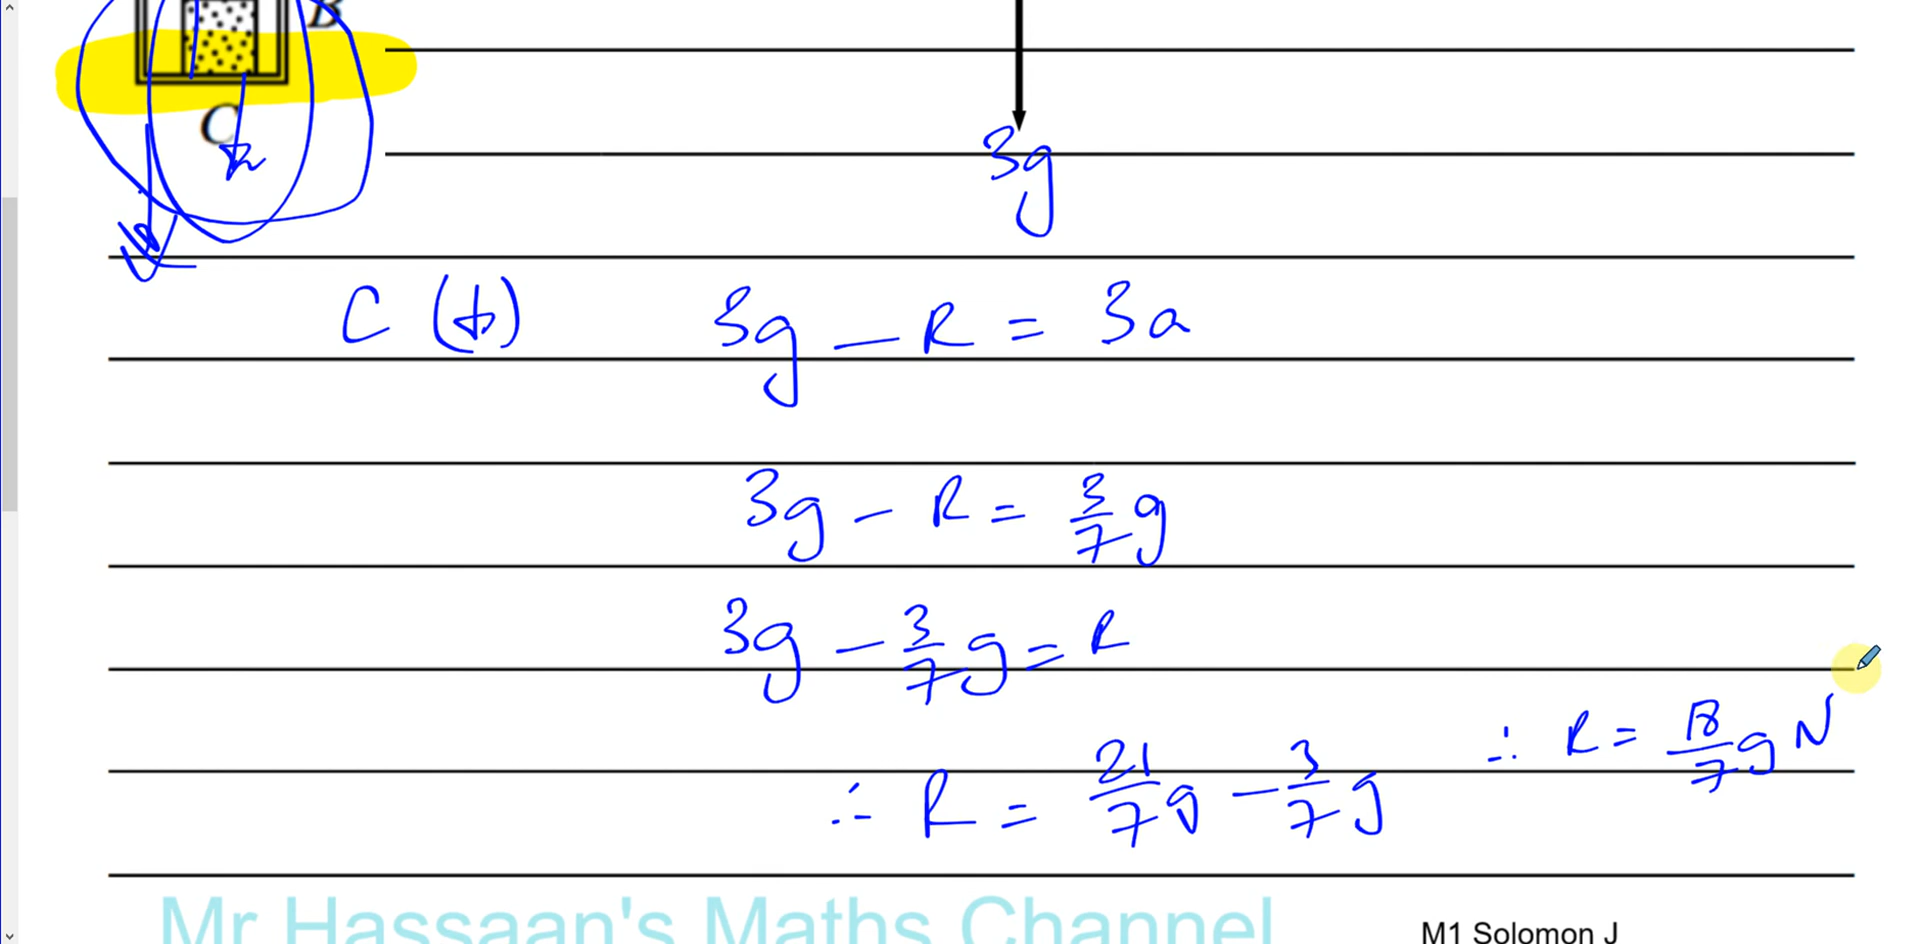 B
C
R
3g
C (↓) 3g – R = 3a
3g – R = 3/7 g
3g – 3/7 g = R
∴ R = 21/7 g – 3/7 g ∴ R = 18/7 g N
Mr Hassaan's Maths Channel
M1 Solomon J